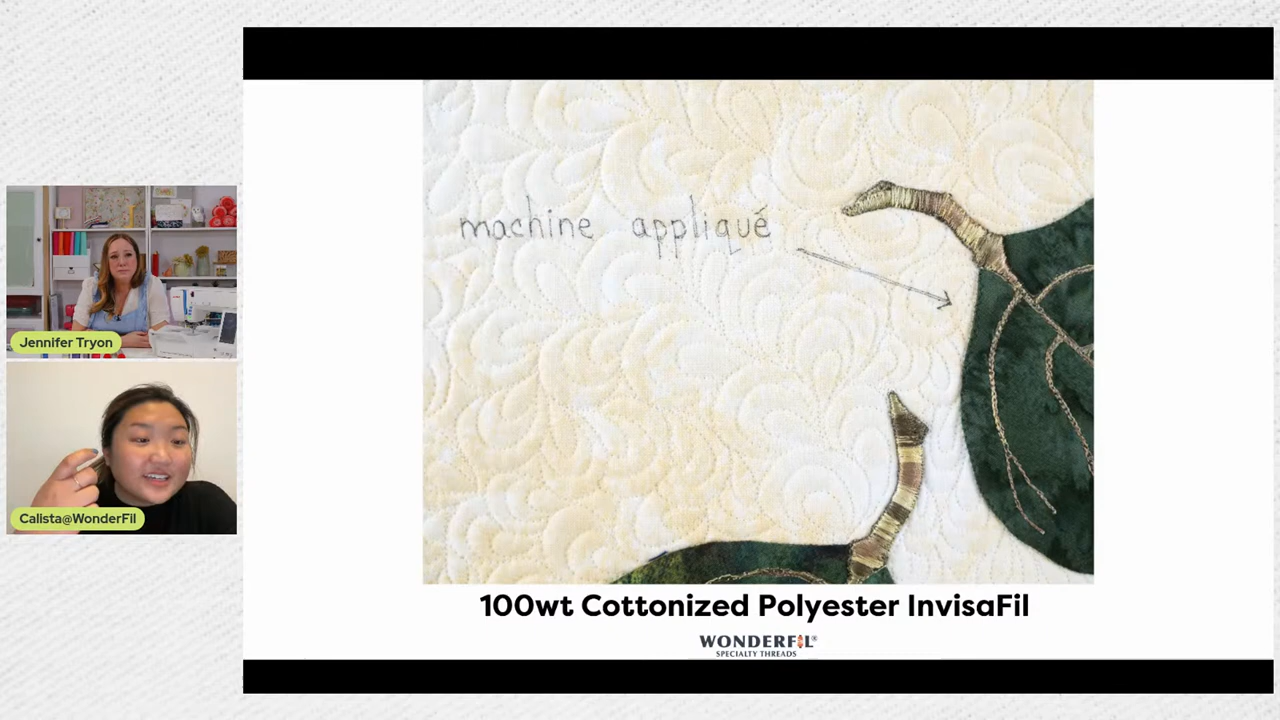 machine appliqué
Jennifer Tryon
Calista@WonderFil
100wt Cottonized Polyester InvisaFil
WONDERFIL®
SPECIALTY THREADS